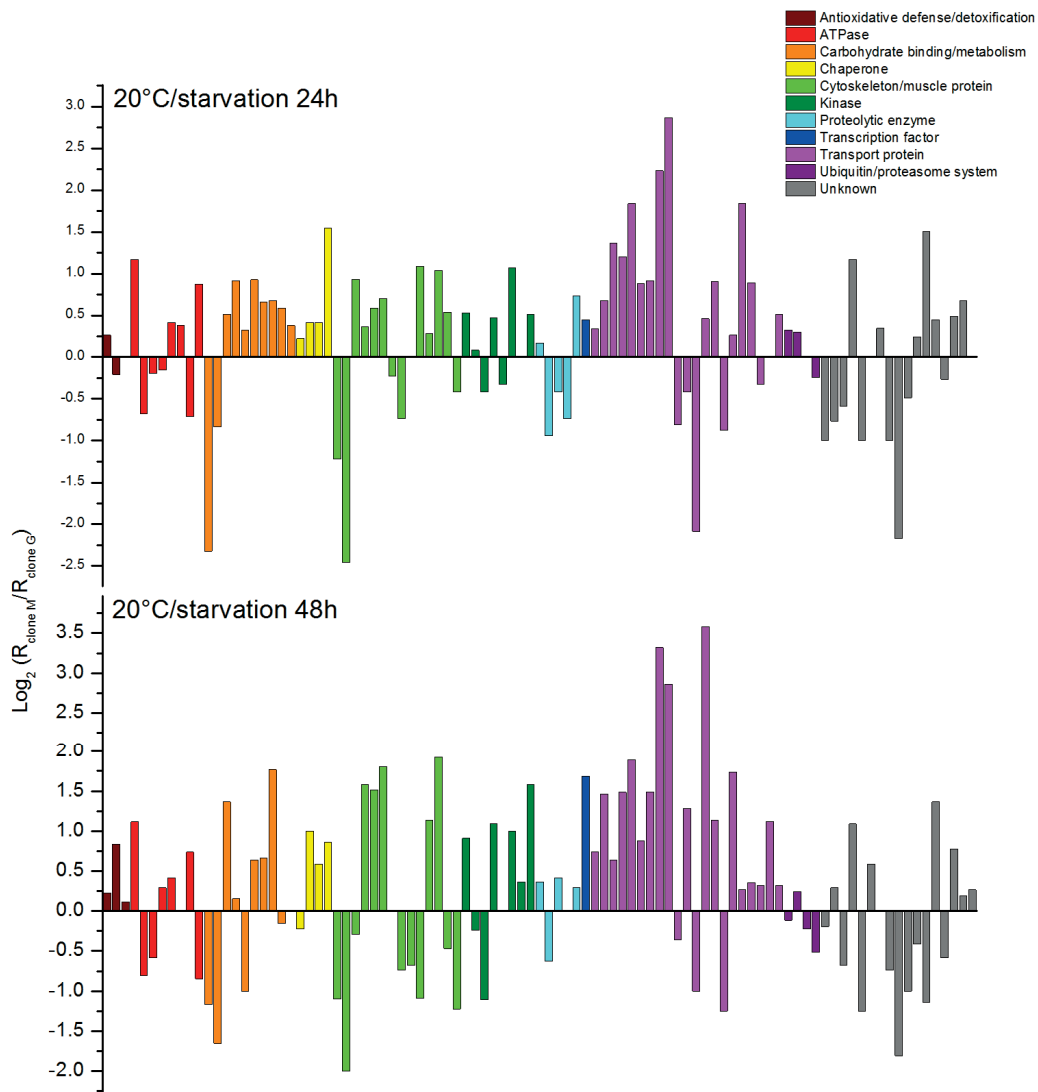 Antioxidative defense/detoxification
ATPase
Carbohydrate binding/metabolism
Chaperone
Cytoskeleton/muscle protein
Kinase
Proteolytic enzyme
Transcription factor
Transport protein
Ubiquitin/proteasome system
Unknown
20°C/starvation 24h
3.0
2.5
2.0
1.5
1.0
0.5
0.0
-0.5
-1.0
-1.5
-2.0
-2.5
Log2 (Rclone M/Rclone G)
20°C/starvation 48h
3.5
3.0
2.5
2.0
1.5
1.0
0.5
0.0
-0.5
-1.0
-1.5
-2.0